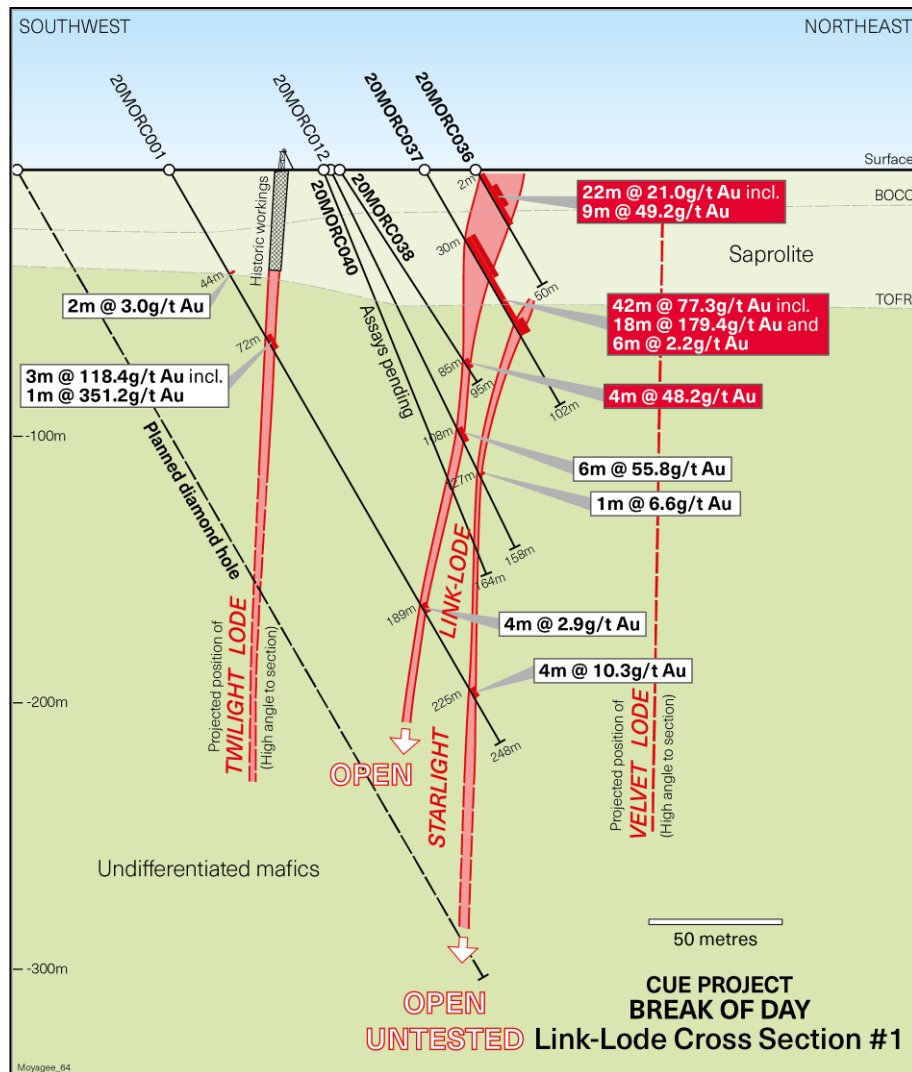 SOUTHWEST
NORTHEAST
20MORC001
20MORC012
20MORC040
20MORC038
20MORC037
20MORC036
Surface
BOCO
Saprolite
TOFR
Historic workings
2m
30m
44m
50m
72m
85m
95m
102m
108m
127m
158m
164m
189m
225m
248m
22m @ 21.0g/t Au incl.
9m @ 49.2g/t Au
42m @ 77.3g/t Au incl.
18m @ 179.4g/t Au and
6m @ 2.2g/t Au
4m @ 48.2g/t Au
2m @ 3.0g/t Au
3m @ 118.4g/t Au incl.
1m @ 351.2g/t Au
6m @ 55.8g/t Au
1m @ 6.6g/t Au
4m @ 2.9g/t Au
4m @ 10.3g/t Au
Assays pending
Planned diamond hole
-100m
-200m
-300m
Projected position of
TWILIGHT LODE
(High angle to section)
LINK-LODE
STARLIGHT
Projected position of
VELVET LODE
(High angle to section)
OPEN
Undifferentiated mafics
50 metres
OPEN
UNTESTED
CUE PROJECT
BREAK OF DAY
Link-Lode Cross Section #1
Moyagee_64